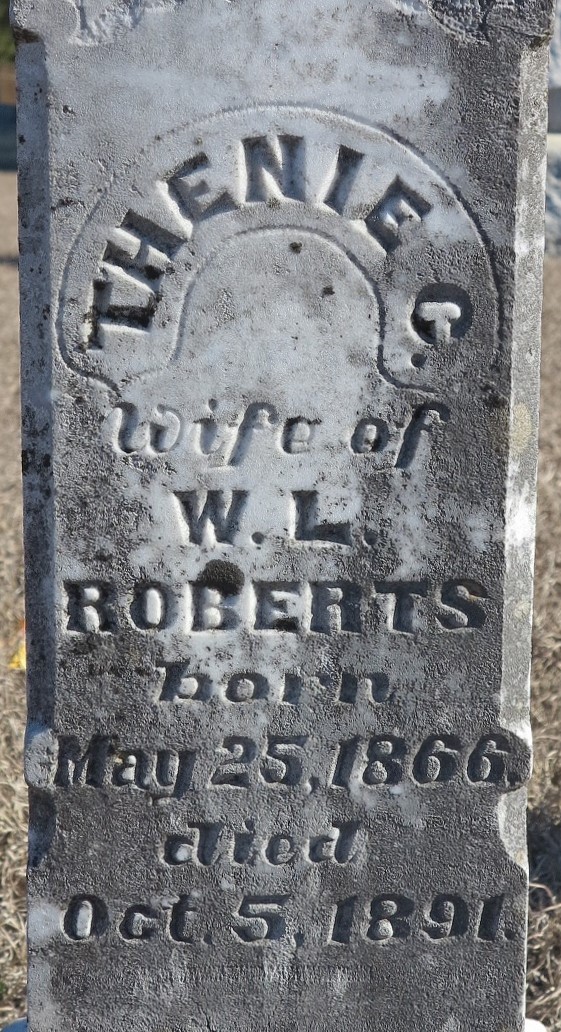 THENIE C.
wife of
W. L.
ROBERTS
born
May 25, 1866.
died
Oct. 5, 1891.